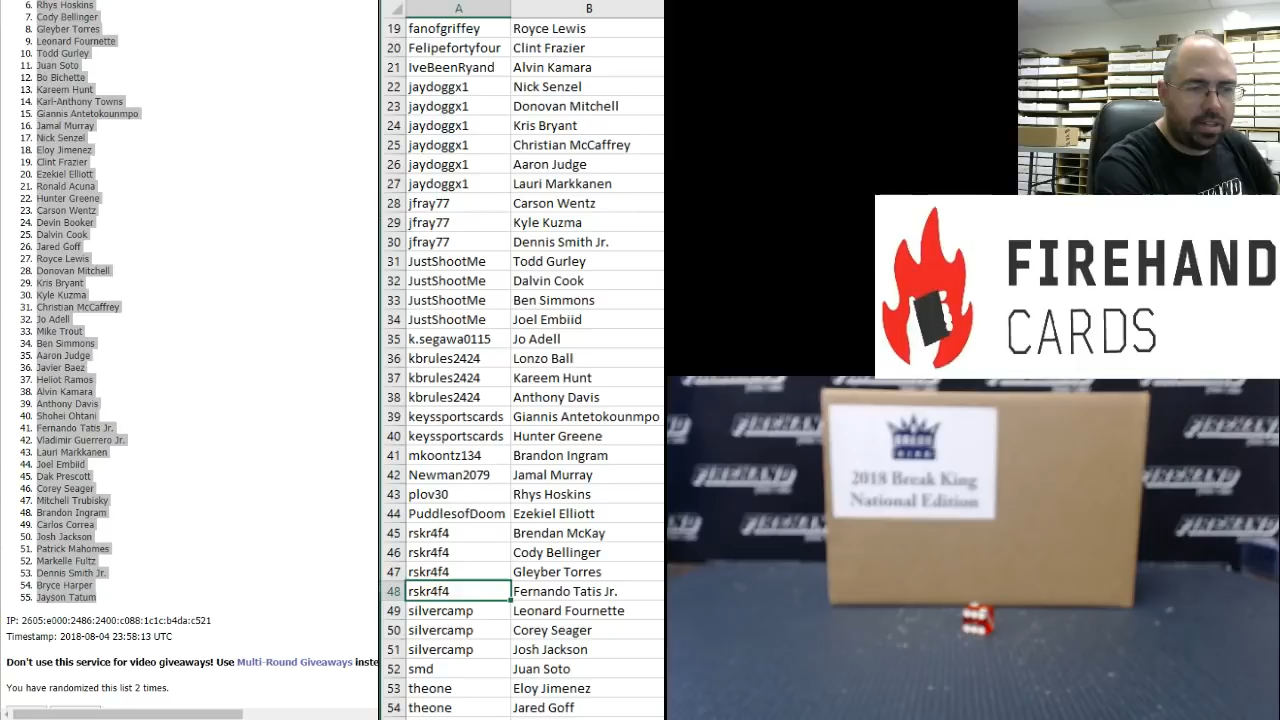 6. Rhys Hoskins
7. Cody Bellinger
8. Gleyber Torres
9. Leonard Fournette
10. Todd Gurley
11. Juan Soto
12. Bo Bichette
13. Kareem Hunt
14. Karl-Anthony Towns
15. Giannis Antetokounmpo
16. Jamal Murray
17. Nick Senzel
18. Eloy Jimenez
19. Clint Frazier
20. Ezekiel Elliott
21. Ronald Acuna
22. Hunter Greene
23. Carson Wentz
24. Devin Booker
25. Dalvin Cook
26. Jared Goff
27. Royce Lewis
28. Donovan Mitchell
29. Kris Bryant
30. Kyle Kuzma
31. Christian McCaffrey
32. Jo Adell
33. Mike Trout
34. Ben Simmons
35. Aaron Judge
36. Javier Baez
37. Heliot Ramos
38. Alvin Kamara
39. Anthony Davis
40. Shohei Ohtani
41. Fernando Tatis Jr.
42. Vladimir Guerrero Jr.
43. Lauri Markkanen
44. Joel Embiid
45. Dak Prescott
46. Corey Seager
47. Mitchell Trubisky
48. Brandon Ingram
49. Carlos Correa
50. Josh Jackson
51. Patrick Mahomes
52. Markelle Fultz
53. Dennis Smith Jr.
54. Bryce Harper
55. Jayson Tatum
IP: 2605:e000:2486:2400:c088:1c1c:b4da:c521
Timestamp: 2018-08-04 23:58:13 UTC
Don't use this service for video giveaways! Use Multi-Round Giveaways inste
You have randomized this list 2 times.
A B
19 fanofgriffey Royce Lewis
20 Felipefortyfour Clint Frazier
21 IveBeenRyand Alvin Kamara
22 jaydoggx1 Nick Senzel
23 jaydoggx1 Donovan Mitchell
24 jaydoggx1 Kris Bryant
25 jaydoggx1 Christian McCaffrey
26 jaydoggx1 Aaron Judge
27 jaydoggx1 Lauri Markkanen
28 jfray77 Carson Wentz
29 jfray77 Kyle Kuzma
30 jfray77 Dennis Smith Jr.
31 JustShootMe Todd Gurley
32 JustShootMe Dalvin Cook
33 JustShootMe Ben Simmons
34 JustShootMe Joel Embiid
35 k.segawa0115 Jo Adell
36 kbrules2424 Lonzo Ball
37 kbrules2424 Kareem Hunt
38 kbrules2424 Anthony Davis
39 keyssportscards Giannis Antetokounmpo
40 keyssportscards Hunter Greene
41 mkoontz134 Brandon Ingram
42 Newman2079 Jamal Murray
43 plov30 Rhys Hoskins
44 PuddlesofDoom Ezekiel Elliott
45 rskr4f4 Brendan McKay
46 rskr4f4 Cody Bellinger
47 rskr4f4 Gleyber Torres
48 rskr4f4 Fernando Tatis Jr.
49 silvercamp Leonard Fournette
50 silvercamp Corey Seager
51 silvercamp Josh Jackson
52 smd Juan Soto
53 theone Eloy Jimenez
54 theone Jared Goff
FIREHAND
CARDS
BREAK
KING
2018 Break King
National Edition
FIREHAND
FIREHAND
FIREHAND
FIREHAND